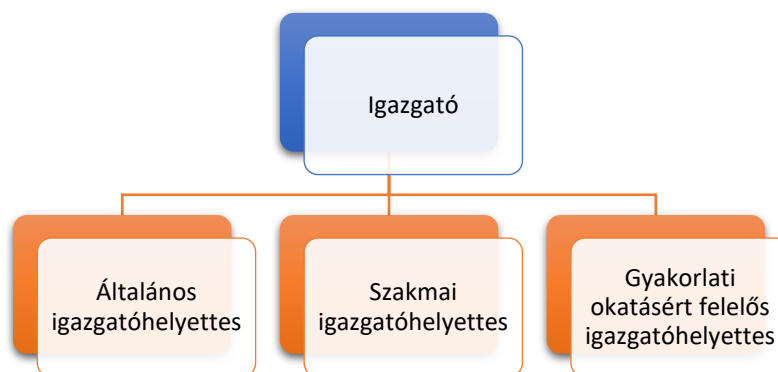 Igazgató
Általános
igazgatóhelyettes
Szakmai
igazgatóhelyettes
Gyakorlati
okatásért felelős
igazgatóhelyettes